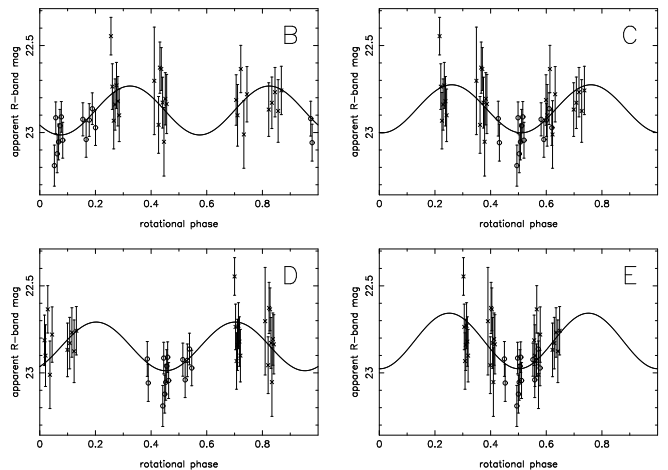 B
22.5
23
apparent R-band mag
0 0.2 0.4 0.6 0.8
rotational phase
C
22.5
23
apparent R-band mag
0 0.2 0.4 0.6 0.8
rotational phase
D
22.5
23
apparent R-band mag
0 0.2 0.4 0.6 0.8
rotational phase
E
22.5
23
apparent R-band mag
0 0.2 0.4 0.6 0.8
rotational phase